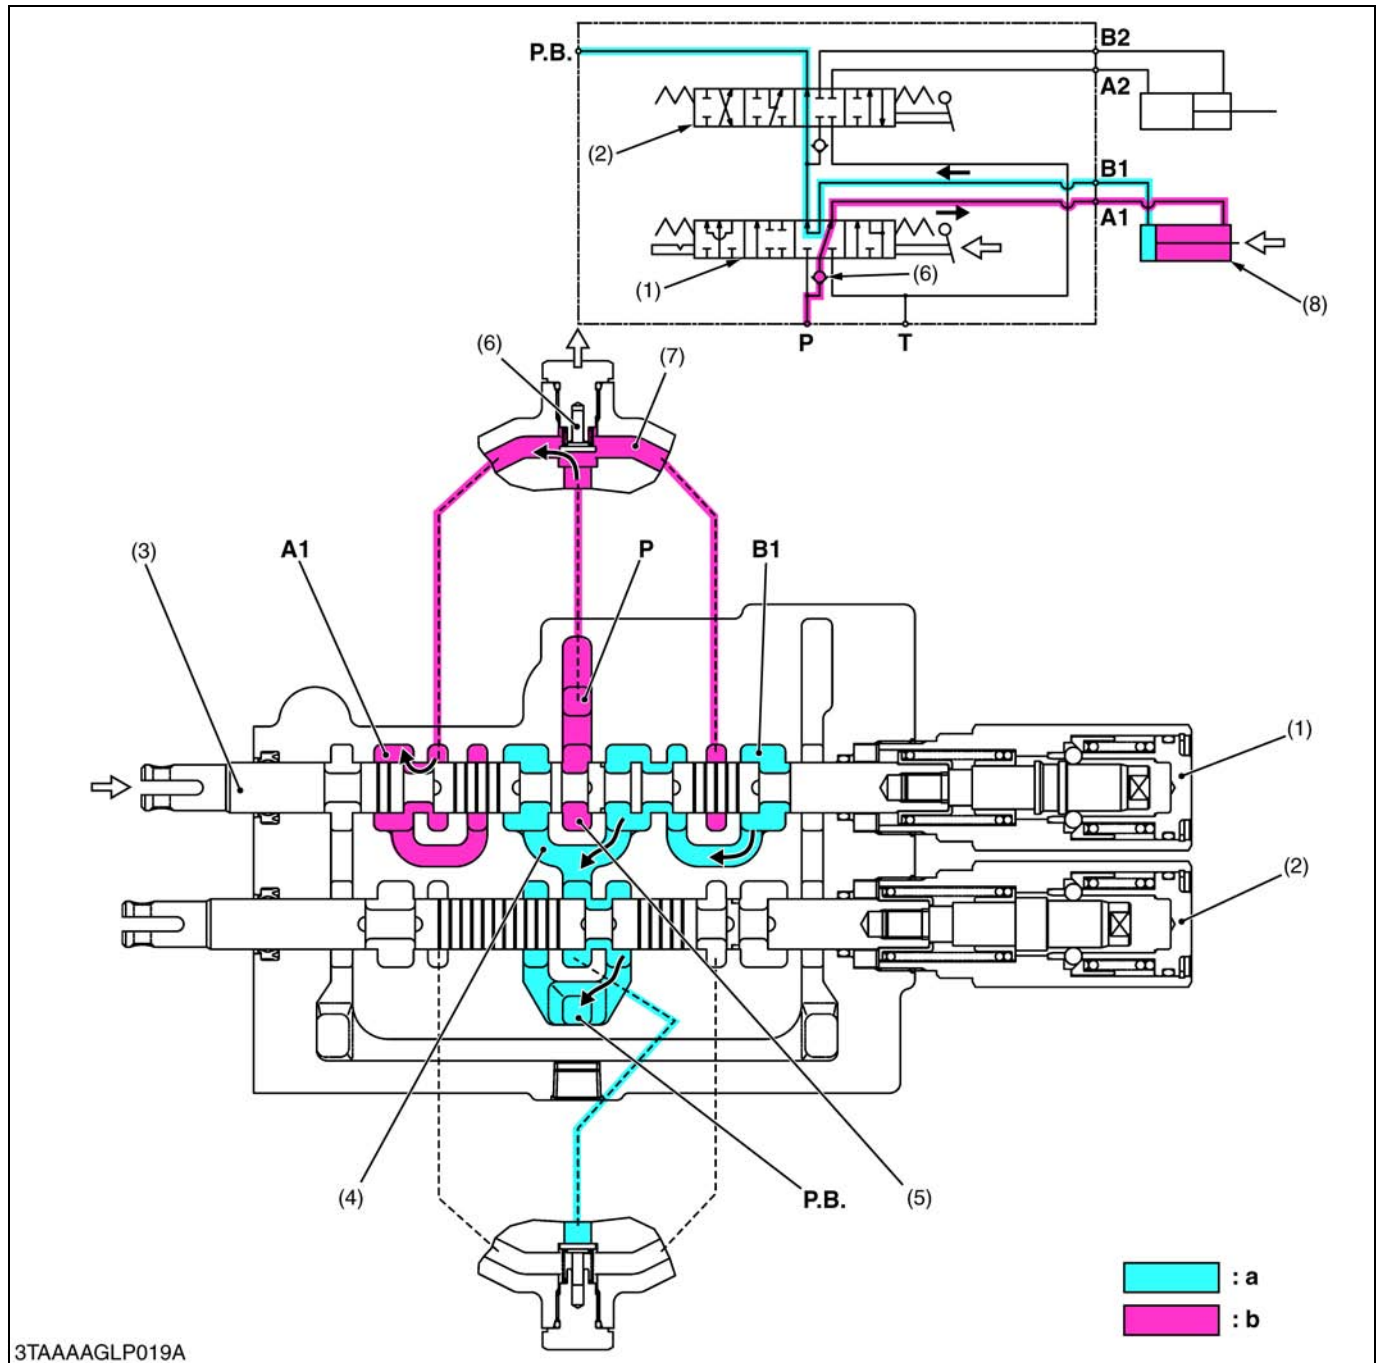 P.B.
B2
A2
(2)
B1
A1
(1)
(6)
(8)
P
T
(6)
(7)
(3)
A1
P
B1
(1)
(2)
(4)
P.B.
(5)
: a
: b
3TAAAAGLP019A